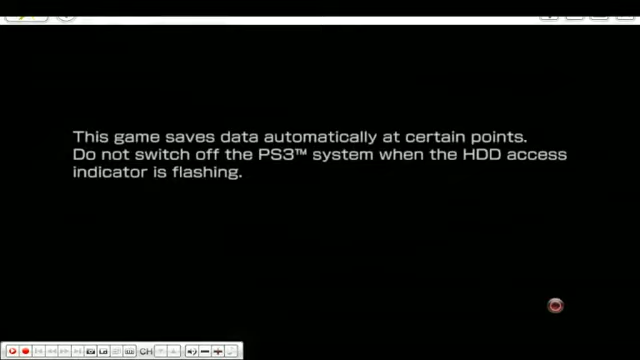 This game saves data automatically at certain points.
Do not switch off the PS3™ system when the HDD access
indicator is flashing.
CH